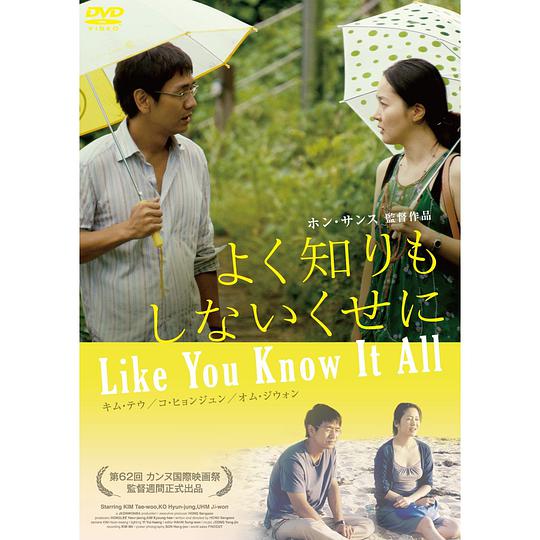 DVD
VIDEO
ホン・サンス 監督作品
よく知りも
しないくせに
Like You Know It All
キム・テウ／コ・ヒョンジュン／オム・ジウォン
第62回 カンヌ国際映画祭
監督週間正式出品
Starring KIM Tae-woo, KO Hyun-jung, UHM Ji-won